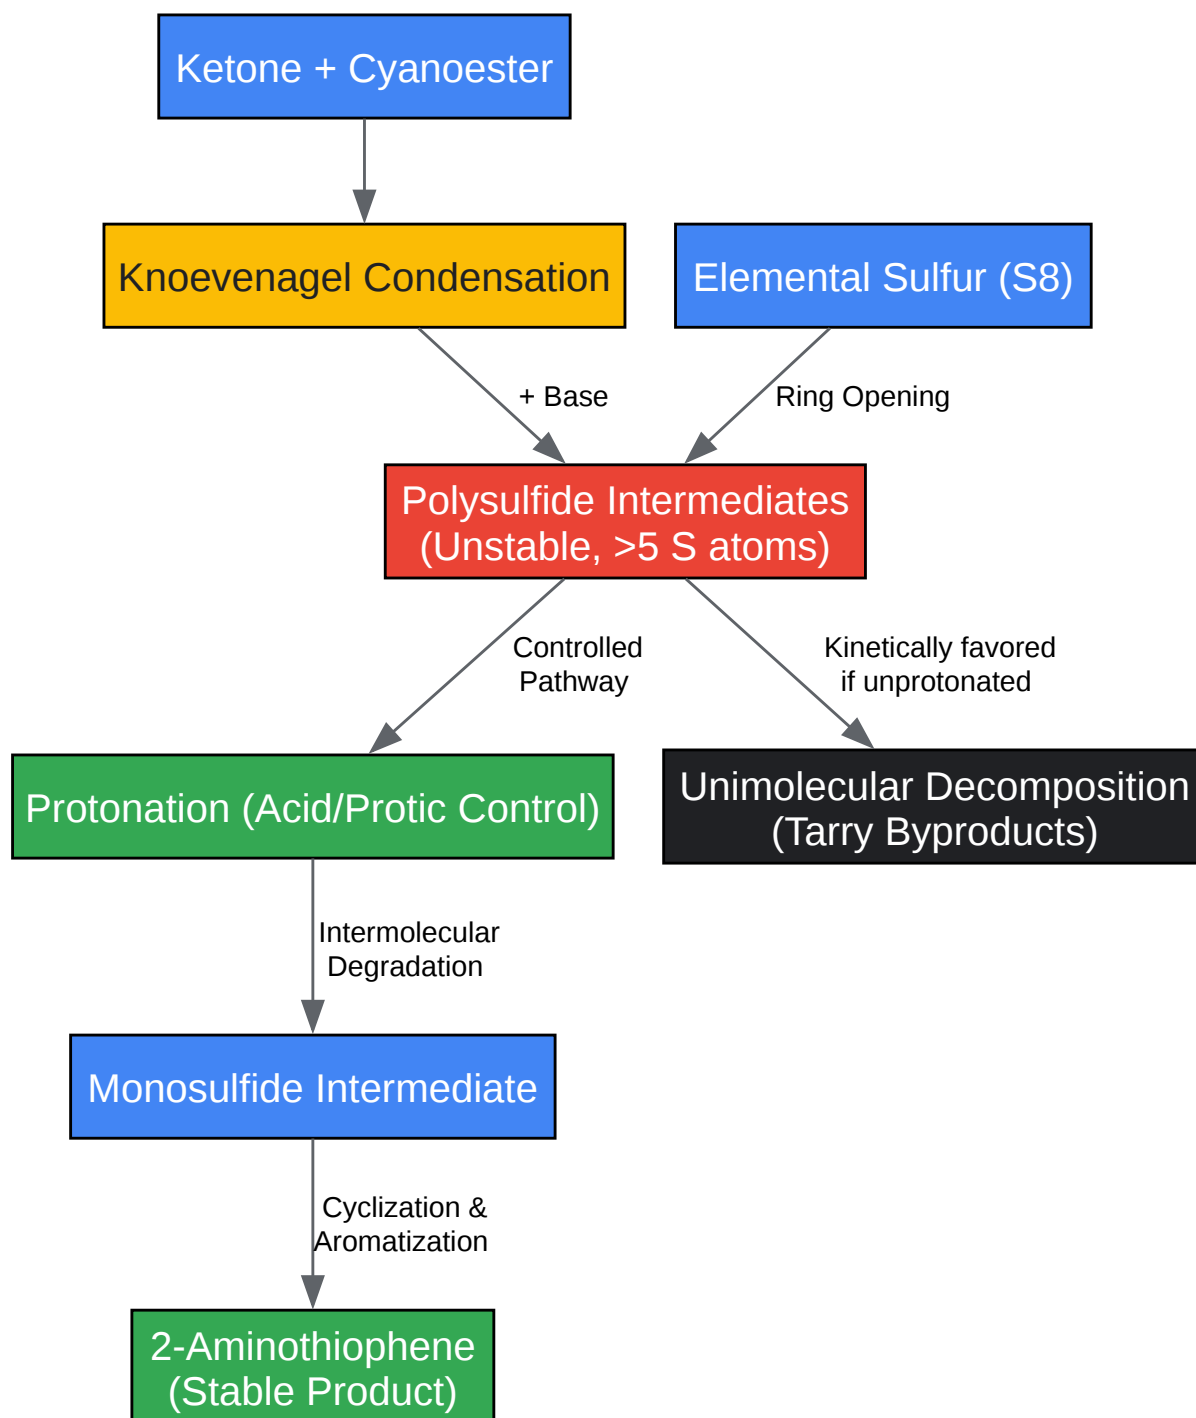 Ketone + Cyanoester
Knoevenagel Condensation
Elemental Sulfur (S8)
+ Base
Ring Opening
Polysulfide Intermediates
(Unstable, >5 S atoms)
Controlled
Pathway
Kinetically favored
if unprotonated
Protonation (Acid/Protic Control)
Unimolecular Decomposition
(Tarry Byproducts)
Intermolecular
Degradation
Monosulfide Intermediate
Cyclization &
Aromatization
2-Aminothiophene
(Stable Product)